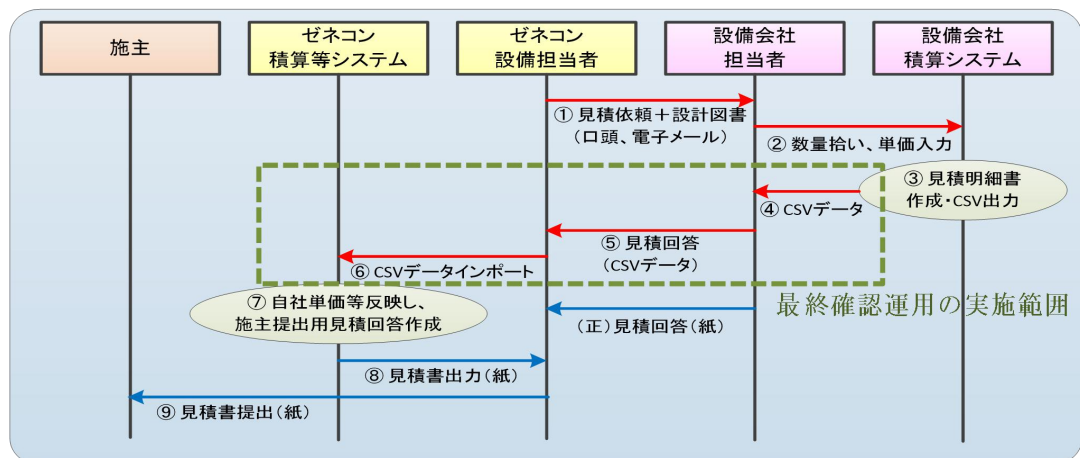 施主
ゼネコン
積算等システム
ゼネコン
設備担当者
設備会社
担当者
設備会社
積算システム
① 見積依頼＋設計図書
（口頭、電子メール）
② 数量拾い、単価入力
③ 見積明細書
作成・CSV出力
④ CSVデータ
⑤ 見積回答
（CSVデータ）
⑥ CSVデータインポート
⑦ 自社単価等反映し、
施主提出用見積回答作成
（正）見積回答（紙）
最終確認運用の実施範囲
⑧ 見積書出力（紙）
⑨ 見積書提出（紙）